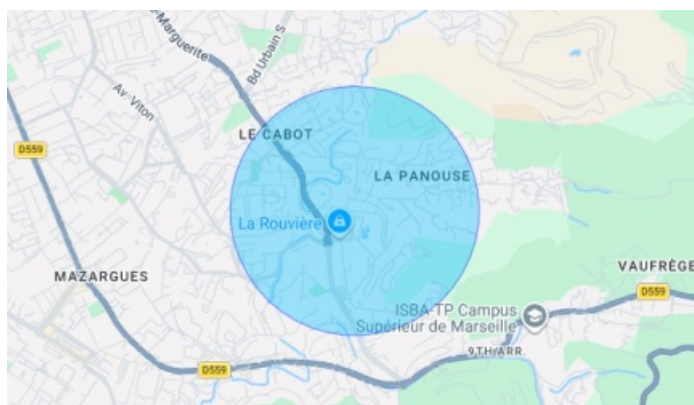 -Marguerite
Bd Urbain S
Av. Viton
LE CABOT
D559
LA PANOUSE
La Rouvière
MAZARGUES
VAUFRÈGE
D559
ISBA-TP Campus
Supérieur de Marseille
9TH ARR.
D559